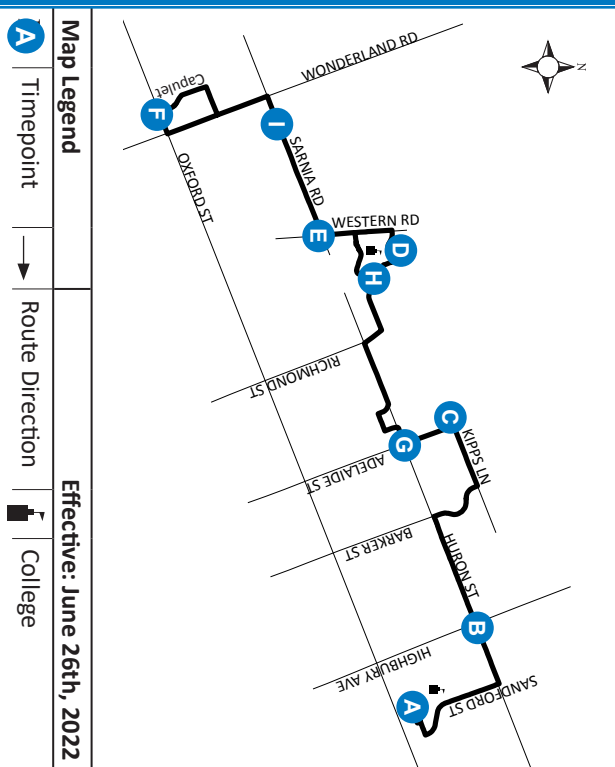 N
WONDERLAND RD
Capulet
F
OXFORD ST
I
SARNIA RD
E
WESTERN RD
D
H
RICHMOND ST
C
KIPPS LN
G
ADELAIDE ST
BARKER ST
HURON ST
B
HIGHBURY AVE
SANDFORD ST
A
Map Legend
Effective: June 26th, 2022
A
Timepoint
Route Direction
College